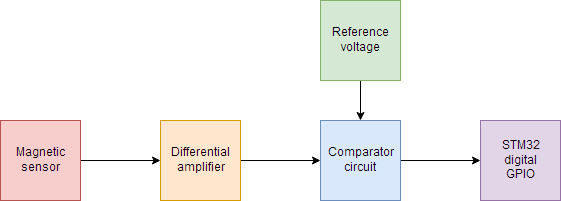 Reference
voltage
Magnetic
sensor
Differential
amplifier
Comparator
circuit
STM32
digital
GPIO